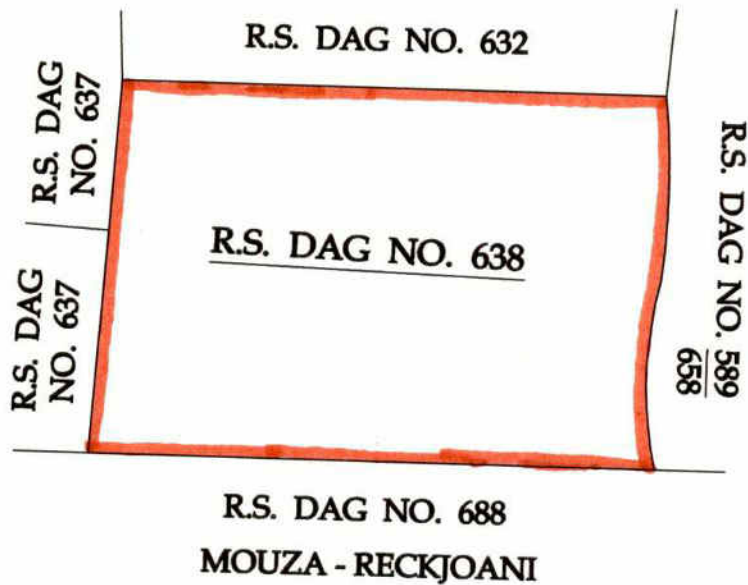 R.S. DAG NO. 632
R.S. DAG
NO. 637
R.S. DAG NO. 638
R.S. DAG NO. 589
658
R.S. DAG
NO. 637
R.S. DAG NO. 688
MOUZA - RECKJOANI